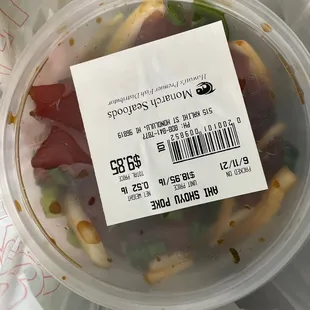 Monarch Seafoods
Hawaii's Premier Fish Distributor
515 KALIHI ST HONOLULU HI 96819
PH: 808-841-7877
AHI SHOYU POKE
PACKED ON
6/11/21
UNIT PRICE
$18.95/lb
NET WEIGHT
0.52 lb
TOTAL PRICE
$9.85